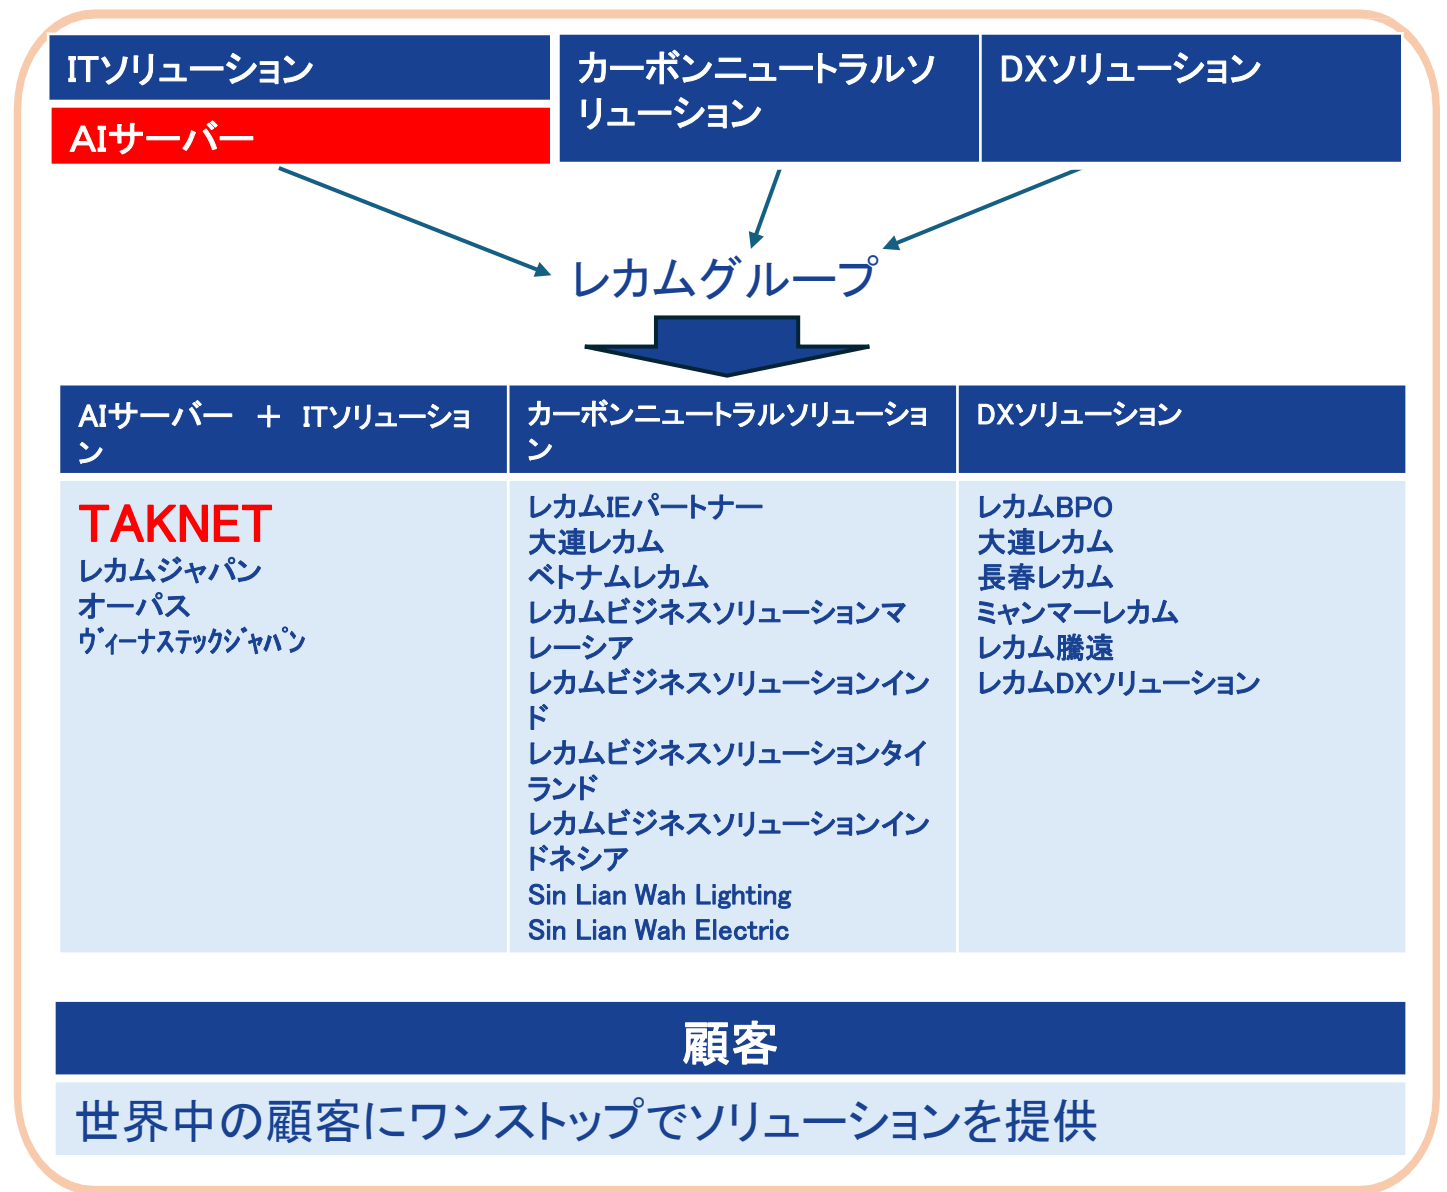 ITソリューション
AIサーバー
カーボンニュートラルソ
リューション
DXソリューション
レカムグループ
AIサーバー ＋ ITソリューショ
ン
カーボンニュートラルソリューショ
ン
DXソリューション
TAKNET
レカムジャパン
オーパス
ｳﾞｨｰﾅｽﾃｯｸｼﾞｬﾊﾟﾝ
レカムIEパートナー
大連レカム
ベトナムレカム
レカムビジネスソリューションマ
レーシア
レカムビジネスソリューションイン
ド
レカムビジネスソリューションタイ
ランド
レカムビジネスソリューションイン
ドネシア
Sin Lian Wah Lighting
Sin Lian Wah Electric
レカムBPO
大連レカム
長春レカム
ミャンマーレカム
レカム騰遠
レカムDXソリューション
顧客
世界中の顧客にワンストップでソリューションを提供